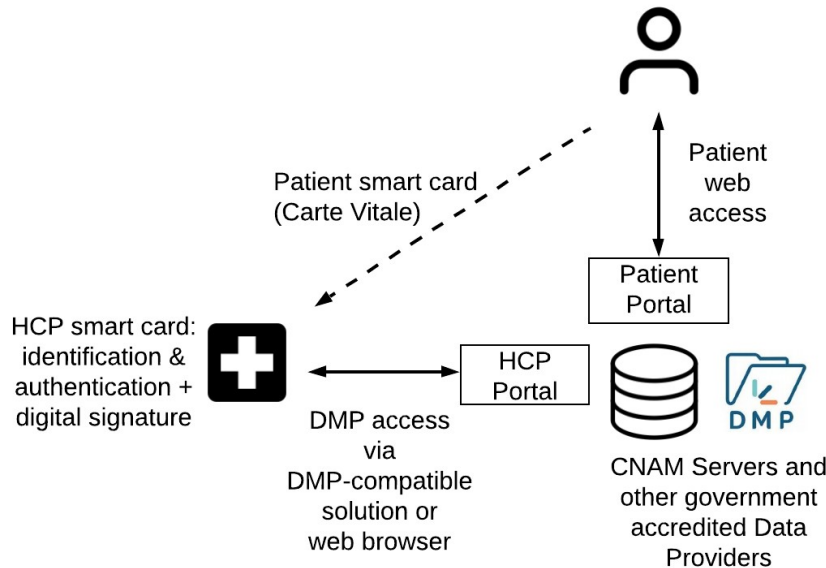 Patient
web
access
Patient smart card
(Carte Vitale)
Patient
Portal
HCP smart card:
identification &
authentication +
digital signature
HCP
Portal
DMP access
via
DMP-compatible
solution or
web browser
DMP
CNAM Servers and
other government
accredited Data
Providers